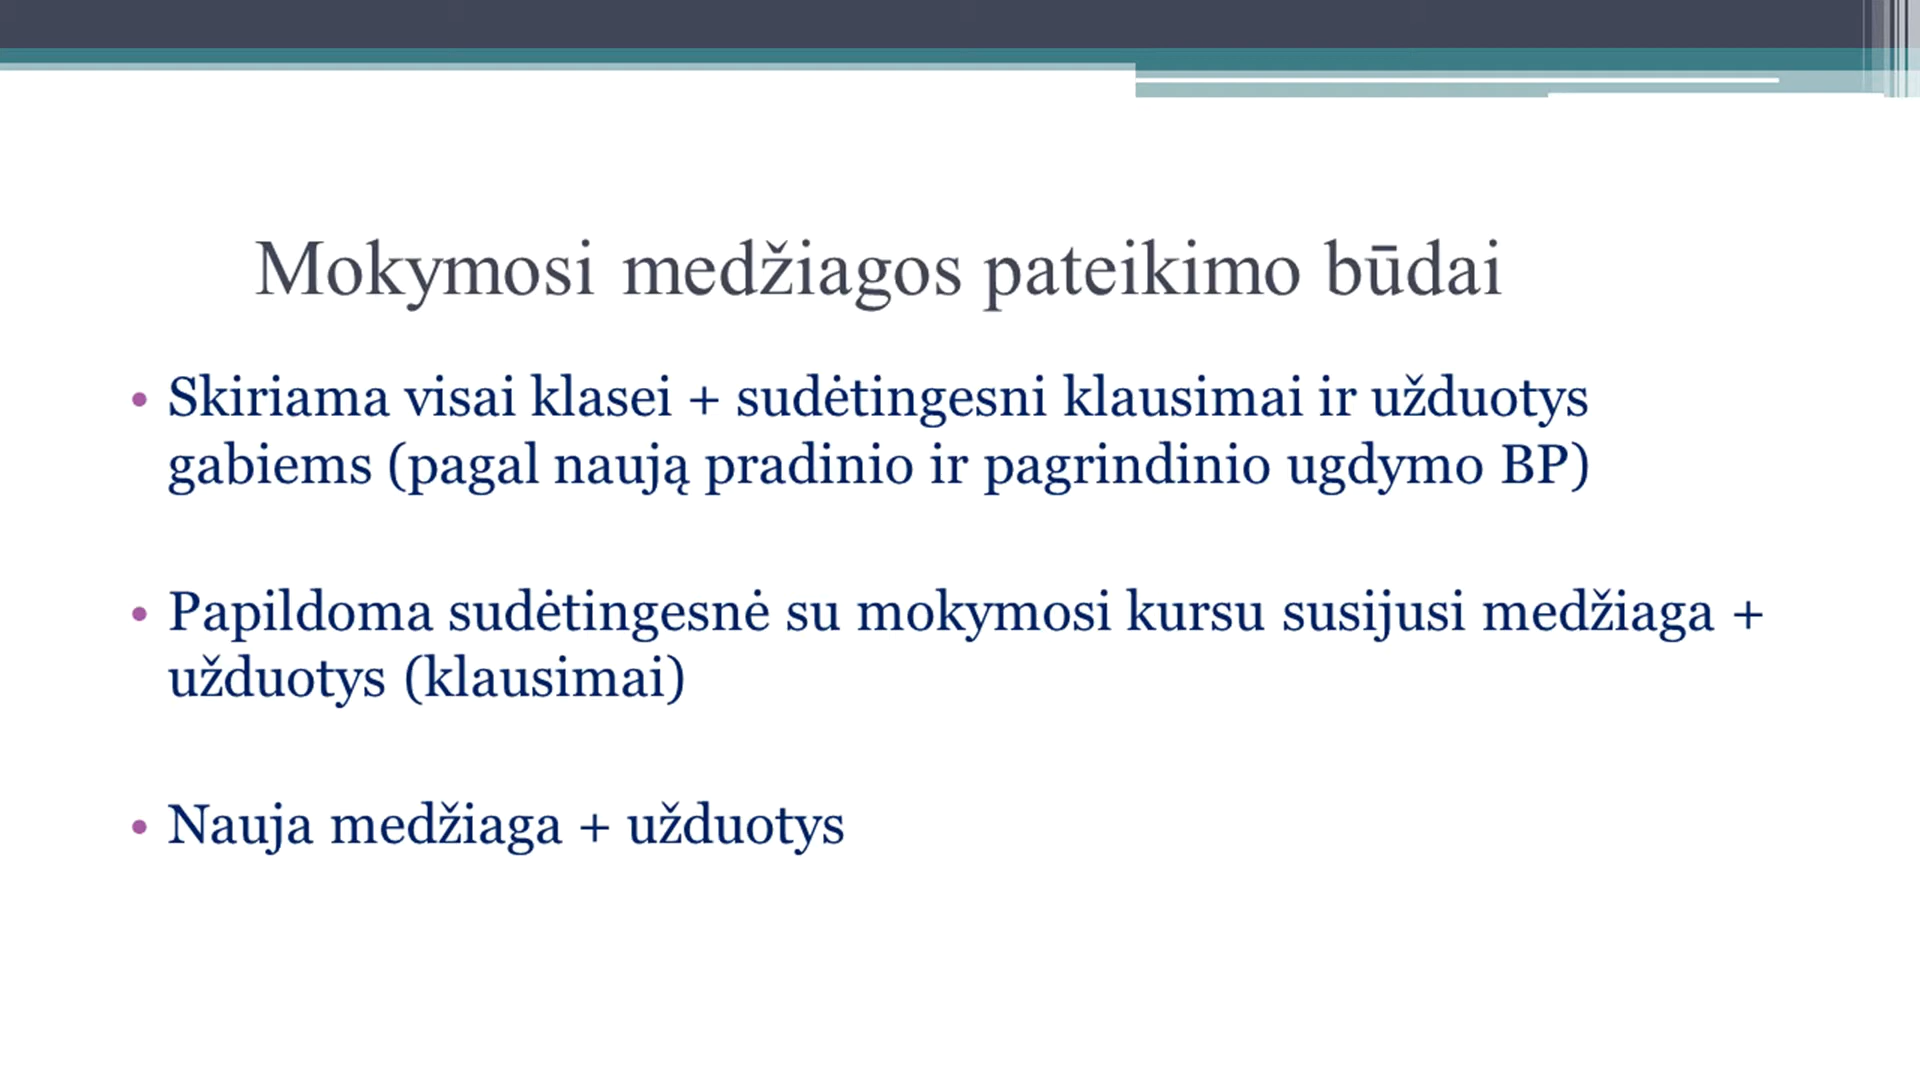 Mokymosi medžiagos pateikimo būdai
• Skiriama visai klasei + sudėtingesni klausimai ir užduotys
gabiems (pagal naują pradinio ir pagrindinio ugdymo BP)
• Papildoma sudėtingesnė su mokymosi kursu susijusi medžiaga +
užduotys (klausimai)
• Nauja medžiaga + užduotys